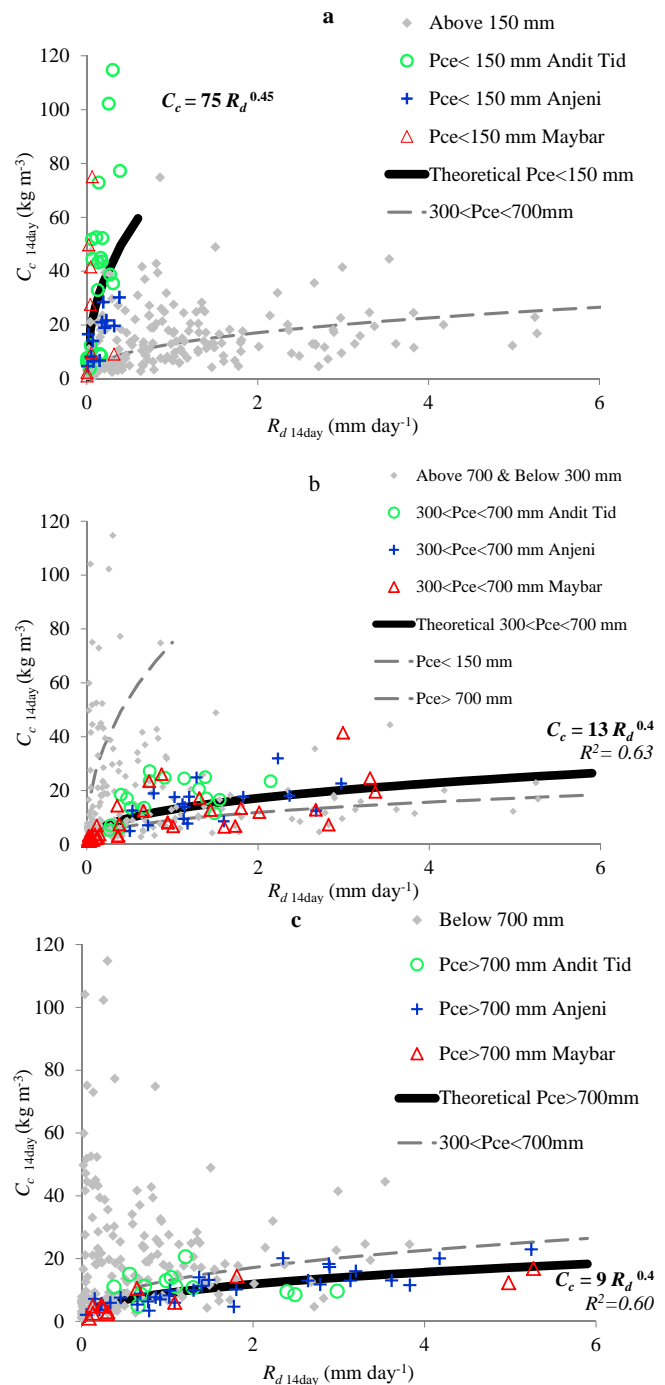 a
Above 150 mm
Pce< 150 mm Andit Tid
Pce< 150 mm Anjeni
Pce<150 mm Maybar
Theoretical Pce<150 mm
300<Pce<700mm
C_c = 75 R_d^0.45
120
100
80
60
40
20
0
C_c 14day (kg m^-3)
0 2 4 6
R_d 14day (mm day^-1)
b
Above 700 & Below 300 mm
300<Pce<700 mm Andit Tid
300<Pce<700 mm Anjeni
300<Pce<700 mm Maybar
Theoretical 300<Pce<700 mm
Pce< 150 mm
Pce> 700 mm
C_c = 13 R_d^0.4
R^2= 0.63
120
100
80
60
40
20
0
C_c 14day (kg m^-3)
0 2 4 6
R_d 14day (mm day^-1)
c
Below 700 mm
Pce>700 mm Andit Tid
Pce>700 mm Anjeni
Pce>700 mm Maybar
Theoretical Pce>700mm
300<Pce<700mm
C_c = 9 R_d^0.4
R^2=0.60
120
100
80
60
40
20
0
C_c 14day (kg m^-3)
0 2 4 6
R_d 14day (mm day^-1)